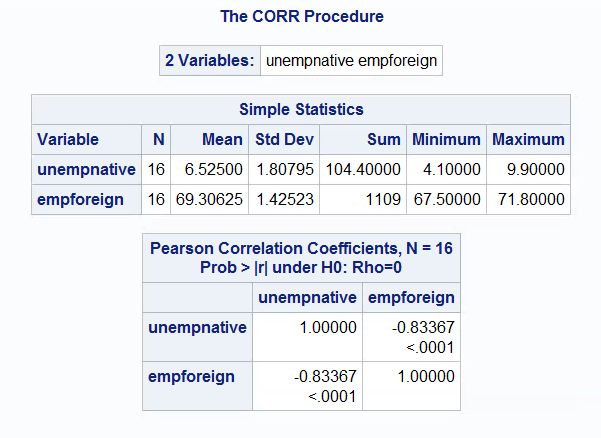 The CORR Procedure
2 Variables: unempnative empforeign
Simple Statistics
Variable N Mean Std Dev Sum Minimum Maximum
unempnative 16 6.52500 1.80795 104.40000 4.10000 9.90000
empforeign 16 69.30625 1.42523 1109 67.50000 71.80000
Pearson Correlation Coefficients, N = 16
Prob > |r| under H0: Rho=0
unempnative empforeign
unempnative 1.00000 -0.83367
<.0001
empforeign -0.83367 1.00000
<.0001